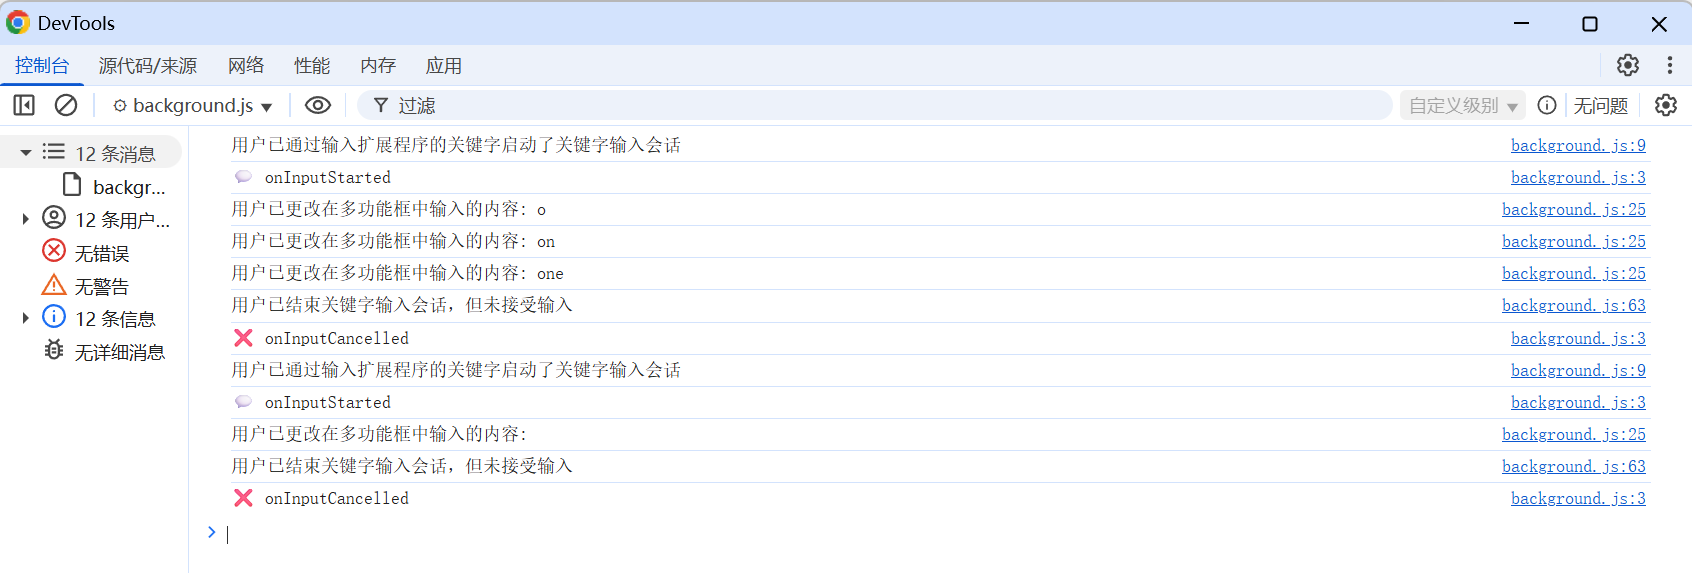 DevTools
控制台 源代码/来源 网络 性能 内存 应用
background.js 过滤 自定义级别 无问题
12 条消息
backgr...
12 条用户...
无错误
无警告
12 条信息
无详细消息
用户已通过输入扩展程序的关键字启动了关键字输入会话 background.js:9
💬 onInputStarted background.js:3
用户已更改在多功能框中输入的内容: o background.js:25
用户已更改在多功能框中输入的内容: on background.js:25
用户已更改在多功能框中输入的内容: one background.js:25
用户已结束关键字输入会话，但未接受输入 background.js:63
❌ onInputCancelled background.js:3
用户已通过输入扩展程序的关键字启动了关键字输入会话 background.js:9
💬 onInputStarted background.js:3
用户已更改在多功能框中输入的内容: background.js:25
用户已结束关键字输入会话，但未接受输入 background.js:63
❌ onInputCancelled background.js:3